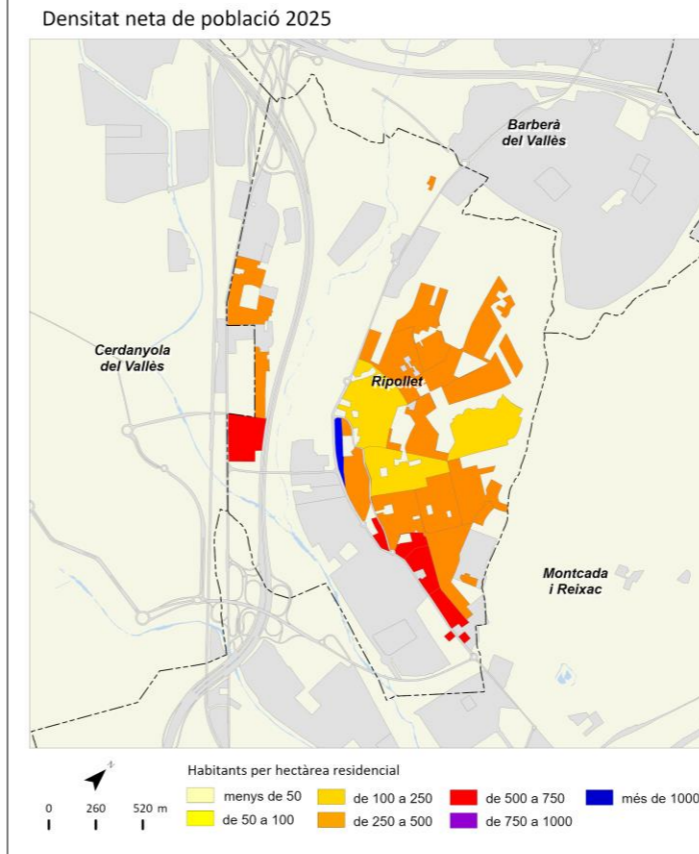 Densitat neta de població 2025
Barberà
del Vallès
Cerdanyola
del Vallès
Ripollet
Montcada
i Reixac
Habitants per hectàrea residencial
menys de 50
de 50 a 100
de 100 a 250
de 250 a 500
de 500 a 750
de 750 a 1000
més de 1000
0 260 520 m